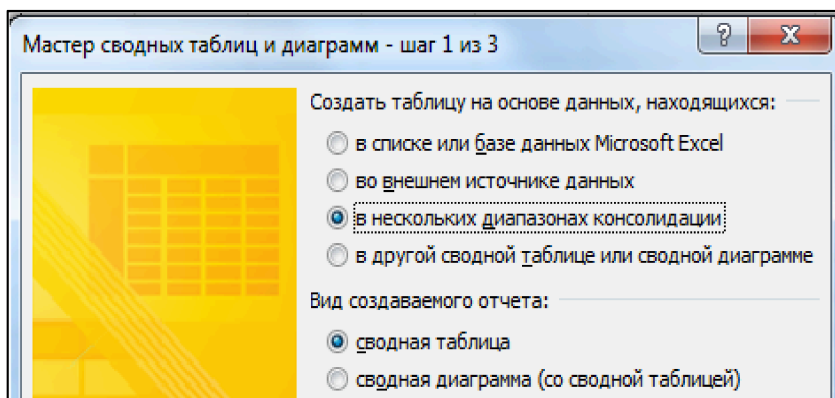 Мастер сводных таблиц и диаграмм - шаг 1 из 3
Создать таблицу на основе данных, находящихся:
в списке или базе данных Microsoft Excel
во внешнем источнике данных
в нескольких диапазонах консолидации
в другой сводной таблице или сводной диаграмме
Вид создаваемого отчета:
сводная таблица
сводная диаграмма (со сводной таблицей)